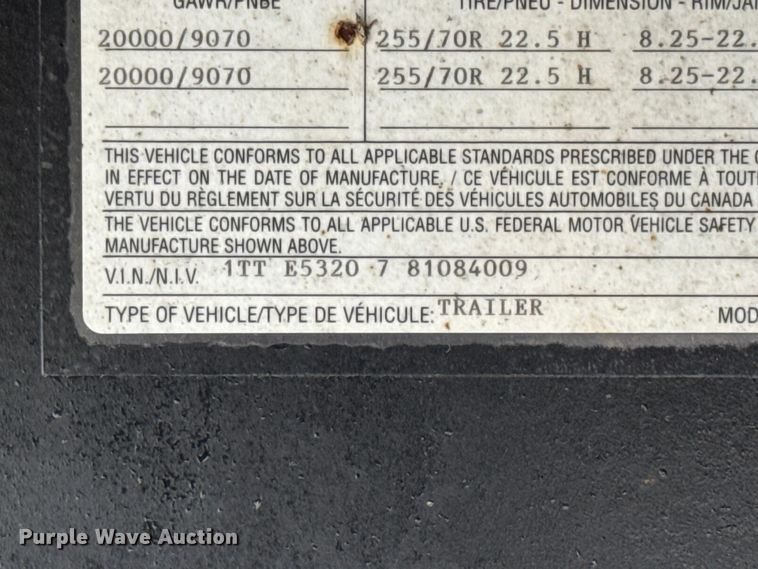 GAWR/PNBE TIRE/PNEU - DIMENSION - RIM/JA
20000/9070 255/70R 22.5 H 8.25-22.
20000/9070 255/70R 22.5 H 8.25-22.
THIS VEHICLE CONFORMS TO ALL APPLICABLE STANDARDS PRESCRIBED UNDER THE
IN EFFECT ON THE DATE OF MANUFACTURE. / CE VÉHICULE EST CONFORME À TOUT
VERTU DU RÈGLEMENT SUR LA SÉCURITÉ DES VÉHICULES AUTOMOBILES DU CANADA
THE VEHICLE CONFORMS TO ALL APPLICABLE U.S. FEDERAL MOTOR VEHICLE SAFETY
MANUFACTURE SHOWN ABOVE.
V.I.N./N.I.V. 1TT E5320 7 81084009
TYPE OF VEHICLE/TYPE DE VÉHICULE: TRAILER MOD
Purple Wave Auction